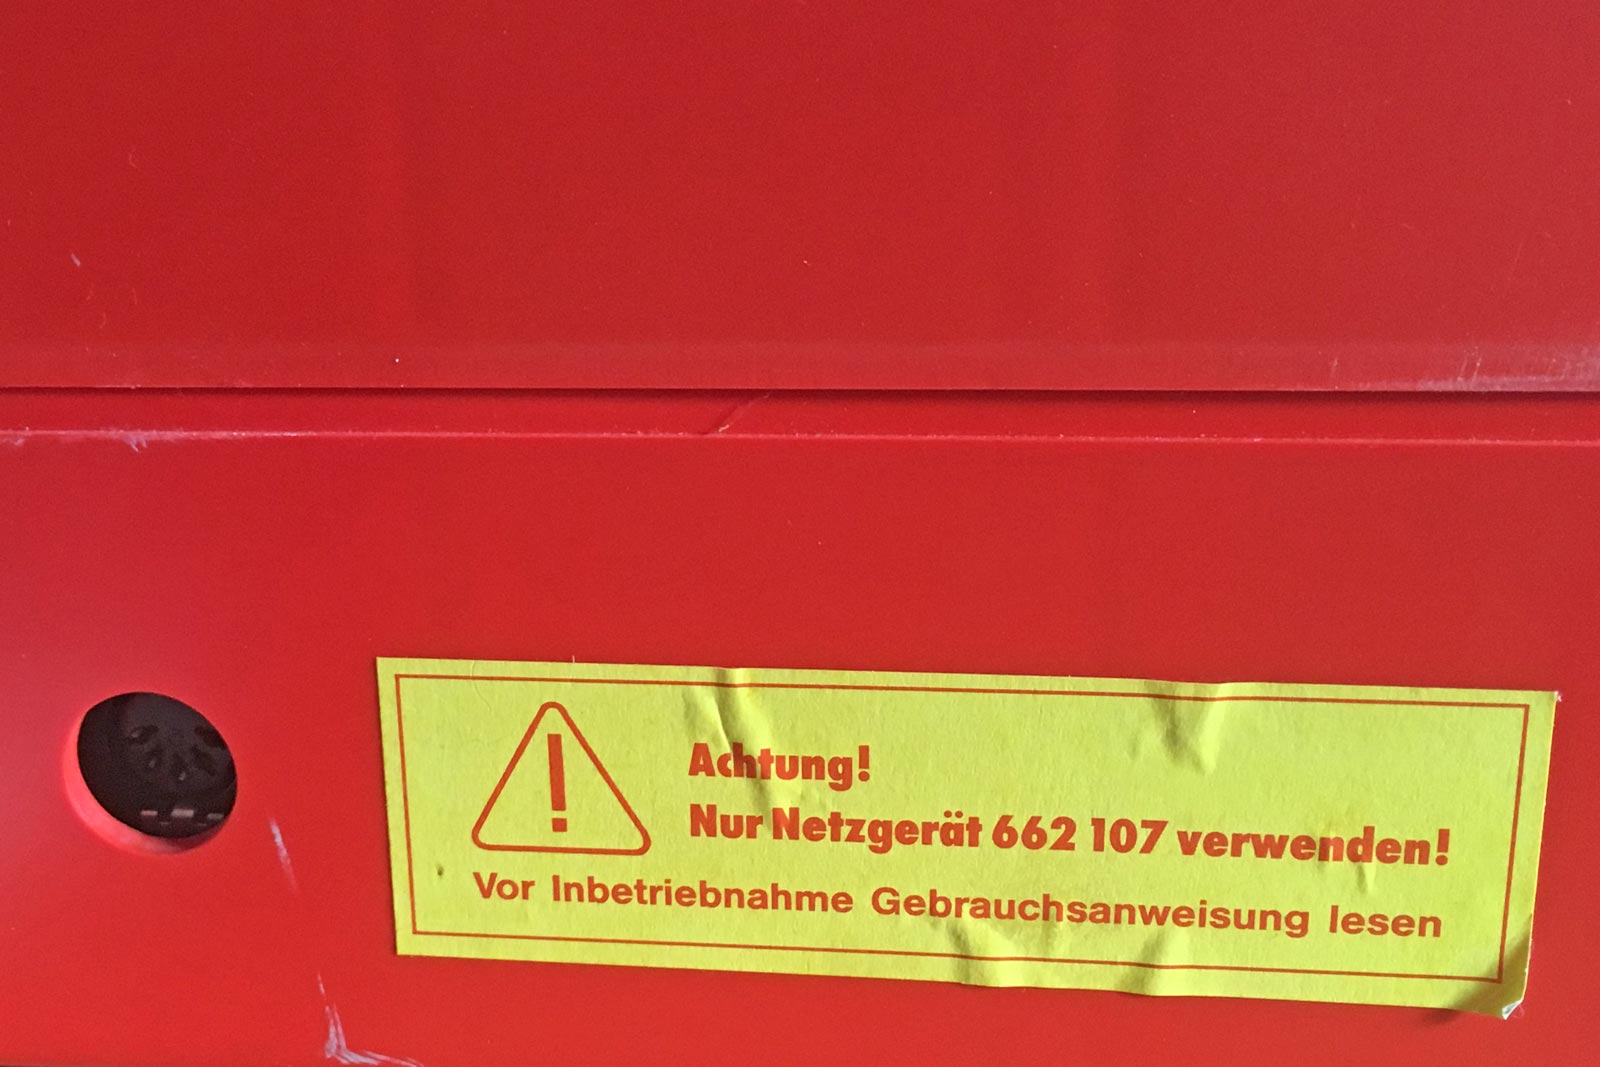 !
Achtung!
Nur Netzgerät 662 107 verwenden!
Vor Inbetriebnahme Gebrauchsanweisung lesen